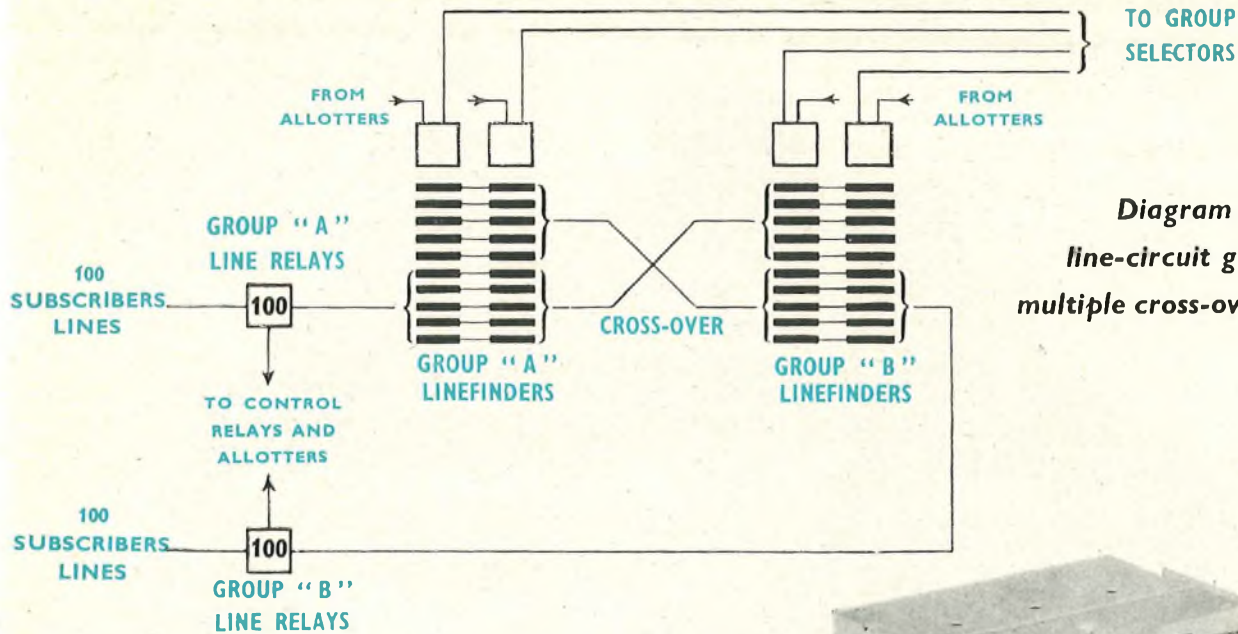 TO GROUP
SELECTORS
FROM
ALLOTTERS
FROM
ALLOTTERS
Diagram
line-circuit g
multiple cross-ov
GROUP “A”
LINE RELAYS
100
SUBSCRIBERS
LINES
100
CROSS-OVER
GROUP “A”
LINEFINDERS
GROUP “B”
LINEFINDERS
TO CONTROL
RELAYS AND
ALLOTTERS
100
SUBSCRIBERS
LINES
100
GROUP “B”
LINE RELAYS